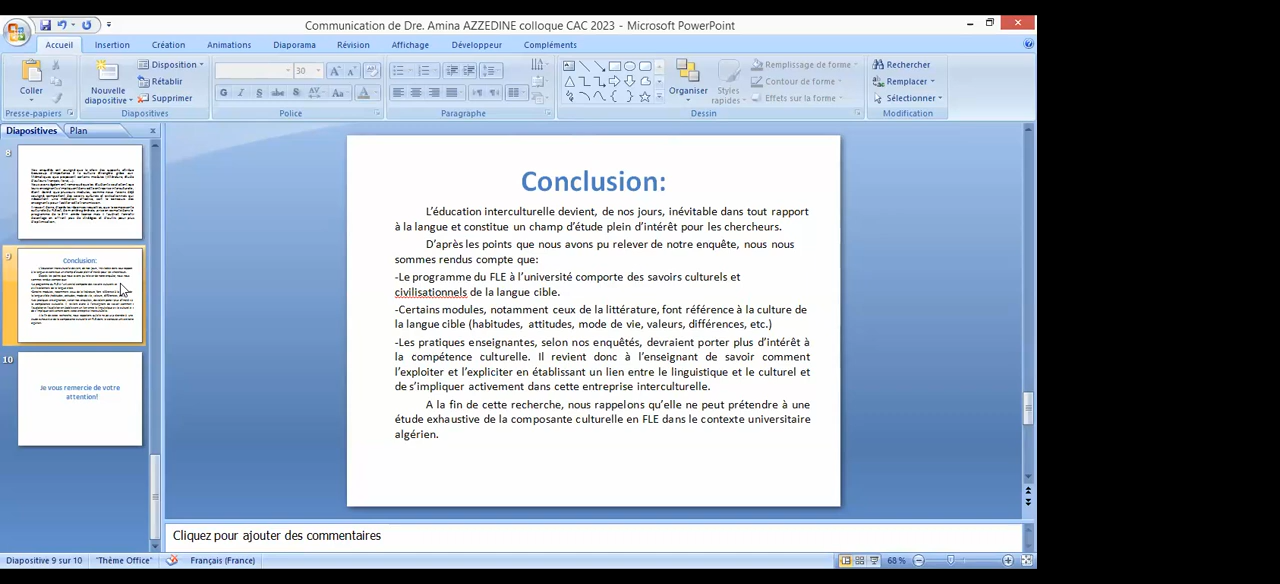 Communication de Dre. Amina AZZEDINE colloque CAC 2023 - Microsoft PowerPoint
Accueil Insertion Création Animations Diaporama Révision Affichage Développeur Compléments
Coller
Presse-papiers
Nouvelle diapositive
Disposition
Rétablir
Supprimer
Diapositives
30
G I S abc S AV Aa A
Police
Paragraphe
Organiser
Styles rapides
Remplissage de forme
Contour de forme
Effets sur la forme
Dessin
Rechercher
Remplacer
Sélectionner
Modification
Diapositives Plan
8
9
Conclusion:
10
Je vous remercie de votre
attention!
Conclusion:
L’éducation interculturelle devient, de nos jours, inévitable dans tout rapport
à la langue et constitue un champ d’étude plein d’intérêt pour les chercheurs.
D’après les points que nous avons pu relever de notre enquête, nous nous
sommes rendus compte que:
-Le programme du FLE à l’université comporte des savoirs culturels et
civilisationnels de la langue cible.
-Certains modules, notamment ceux de la littérature, font référence à la culture de
la langue cible (habitudes, attitudes, mode de vie, valeurs, différences, etc.)
-Les pratiques enseignantes, selon nos enquêtés, devraient porter plus d’intérêt à
la compétence culturelle. Il revient donc à l’enseignant de savoir comment
l’exploiter et l’expliciter en établissant un lien entre le linguistique et le culturel et
de s’impliquer activement dans cette entreprise interculturelle.
A la fin de cette recherche, nous rappelons qu’elle ne peut prétendre à une
étude exhaustive de la composante culturelle en FLE dans le contexte universitaire
algérien.
Cliquez pour ajouter des commentaires
Diapositive 9 sur 10 "Thème Office" Français (France) 68 %